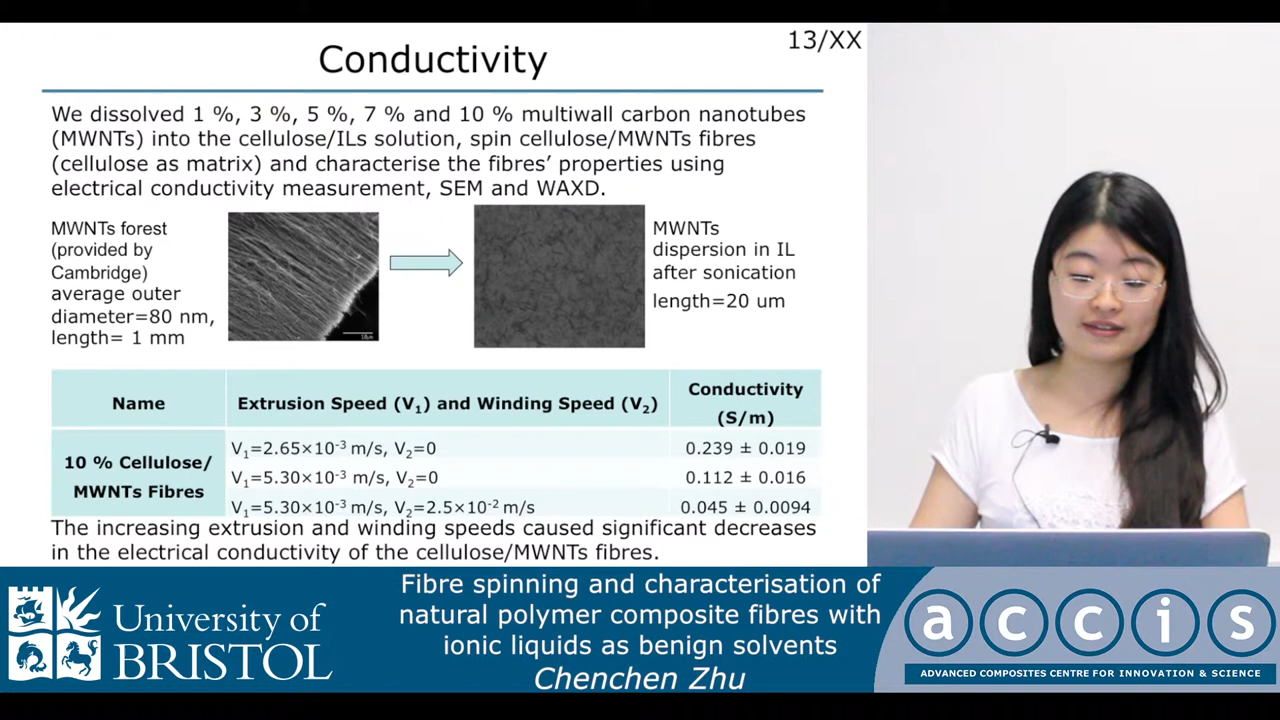 13/XX
Conductivity
We dissolved 1 %, 3 %, 5 %, 7 % and 10 % multiwall carbon nanotubes
(MWNTs) into the cellulose/ILs solution, spin cellulose/MWNTs fibres
(cellulose as matrix) and characterise the fibres’ properties using
electrical conductivity measurement, SEM and WAXD.
MWNTs forest
(provided by
Cambridge)
average outer
diameter=80 nm,
length= 1 mm
MWNTs
dispersion in IL
after sonication
length=20 um
Name
Extrusion Speed (V₁) and Winding Speed (V₂)
Conductivity
(S/m)
10 % Cellulose/
MWNTs Fibres
V₁=2.65×10⁻³ m/s, V₂=0
0.239 ± 0.019
V₁=5.30×10⁻³ m/s, V₂=0
0.112 ± 0.016
V₁=5.30×10⁻³ m/s, V₂=2.5×10⁻² m/s
0.045 ± 0.0094
The increasing extrusion and winding speeds caused significant decreases
in the electrical conductivity of the cellulose/MWNTs fibres.
University of
BRISTOL
Fibre spinning and characterisation of
natural polymer composite fibres with
ionic liquids as benign solvents
Chenchen Zhu
accis
ADVANCED COMPOSITES CENTRE FOR INNOVATION & SCIENCE